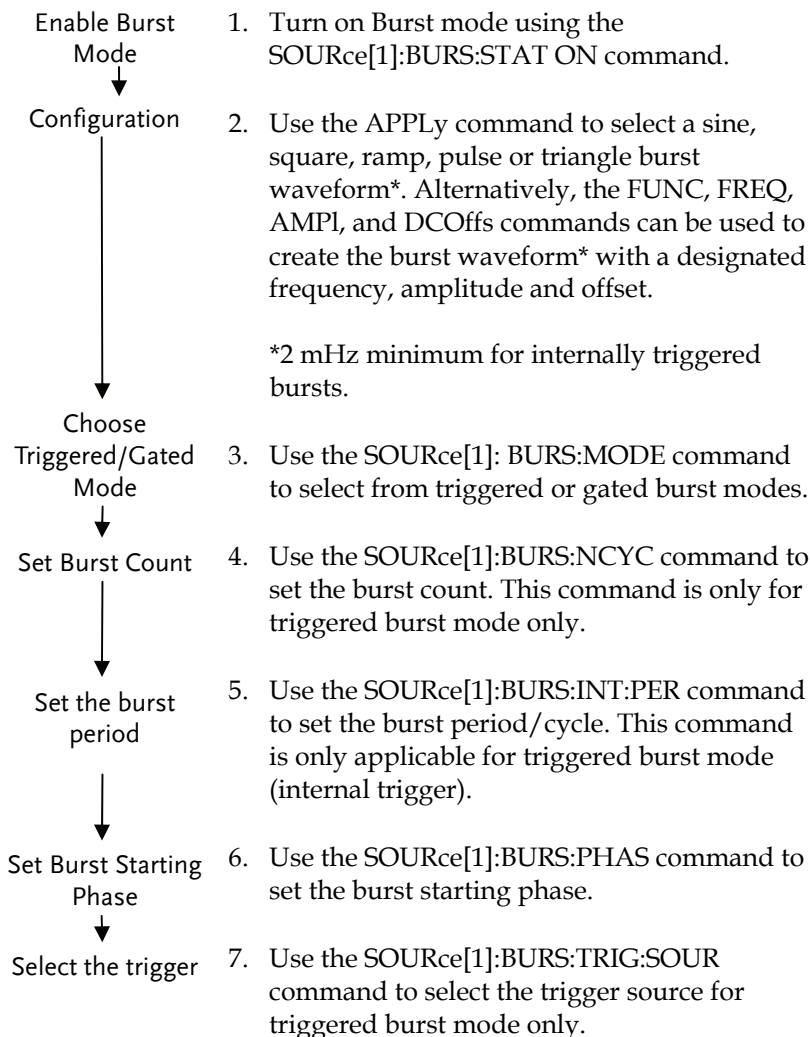 Enable Burst
Mode
1. Turn on Burst mode using the
SOURce[1]:BURS:STAT ON command.
Configuration
2. Use the APPLy command to select a sine,
square, ramp, pulse or triangle burst
waveform*. Alternatively, the FUNC, FREQ,
AMPl, and DCOffs commands can be used to
create the burst waveform* with a designated
frequency, amplitude and offset.
*2 mHz minimum for internally triggered
bursts.
Choose
Triggered/Gated
Mode
3. Use the SOURce[1]: BURS:MODE command
to select from triggered or gated burst modes.
Set Burst Count
4. Use the SOURce[1]:BURS:NCYC command to
set the burst count. This command is only for
triggered burst mode only.
Set the burst
period
5. Use the SOURce[1]:BURS:INT:PER command
to set the burst period/cycle. This command
is only applicable for triggered burst mode
(internal trigger).
Set Burst Starting
Phase
6. Use the SOURce[1]:BURS:PHAS command to
set the burst starting phase.
Select the trigger
7. Use the SOURce[1]:BURS:TRIG:SOUR
command to select the trigger source for
triggered burst mode only.